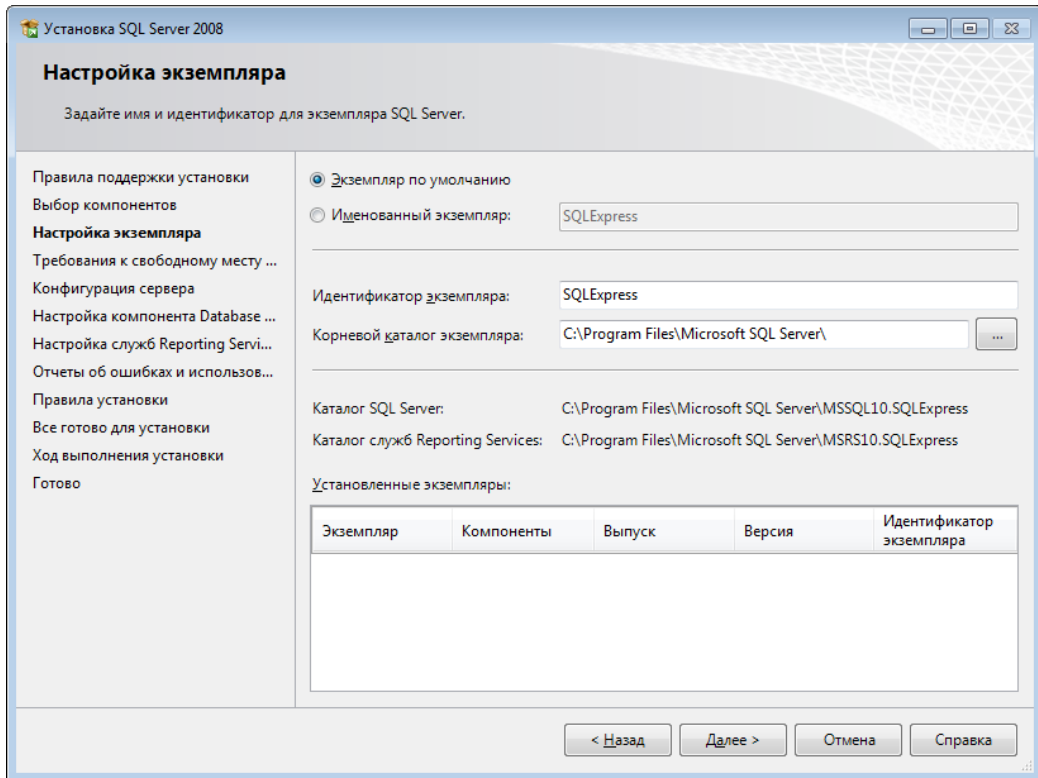 Установка SQL Server 2008
Настройка экземпляра
Задайте имя и идентификатор для экземпляра SQL Server.
Правила поддержки установки
Выбор компонентов
Настройка экземпляра
Требования к свободному месту ...
Конфигурация сервера
Настройка компонента Database ...
Настройка служб Reporting Servi...
Отчеты об ошибках и использов...
Правила установки
Все готово для установки
Ход выполнения установки
Готово
Экземпляр по умолчанию
Именованный экземпляр: SQLExpress
Идентификатор экземпляра: SQLExpress
Корневой каталог экземпляра: C:\Program Files\Microsoft SQL Server\ ...
Каталог SQL Server: C:\Program Files\Microsoft SQL Server\MSSQL10.SQLExpress
Каталог служб Reporting Services: C:\Program Files\Microsoft SQL Server\MSRS10.SQLExpress
Установленные экземпляры:
Экземпляр Компоненты Выпуск Версия Идентификатор
экземпляра
< Назад Далее > Отмена Справка